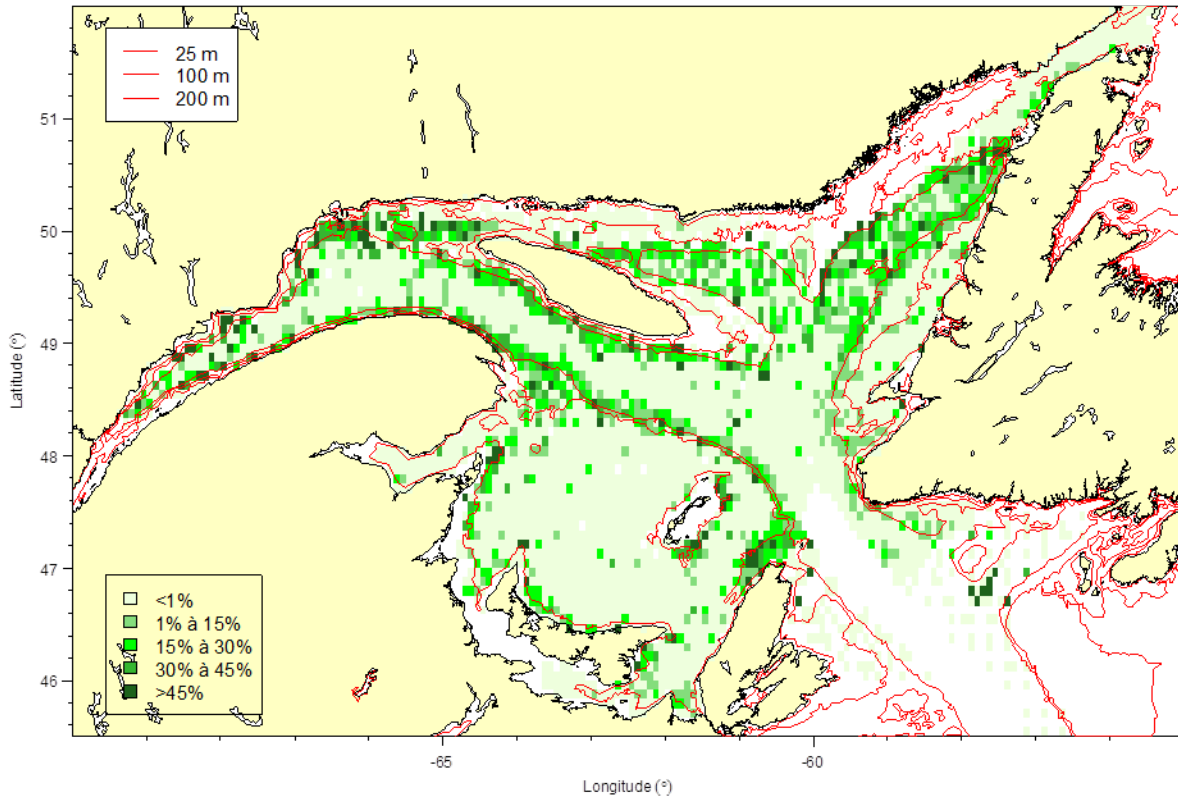 25 m
100 m
200 m
51
50
49
48
47
46
Latitude (°)
<1%
1% à 15%
15% à 30%
30% à 45%
>45%
-65
-60
Longitude (°)